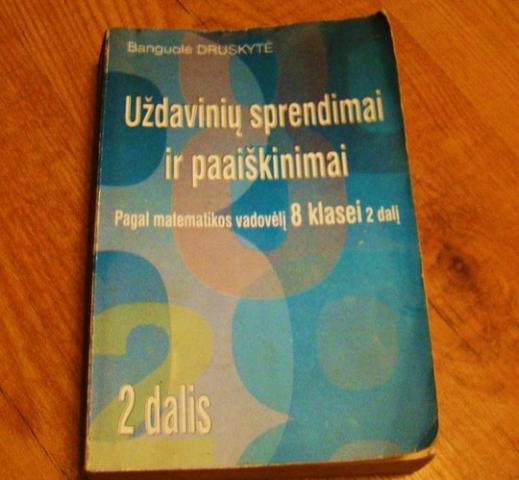 Banguolė DRUSKYTĖ
Uždavinių sprendimai
ir paaiškinimai
Pagal matematikos vadovėlį 8 klasei 2 dalį
2 dalis